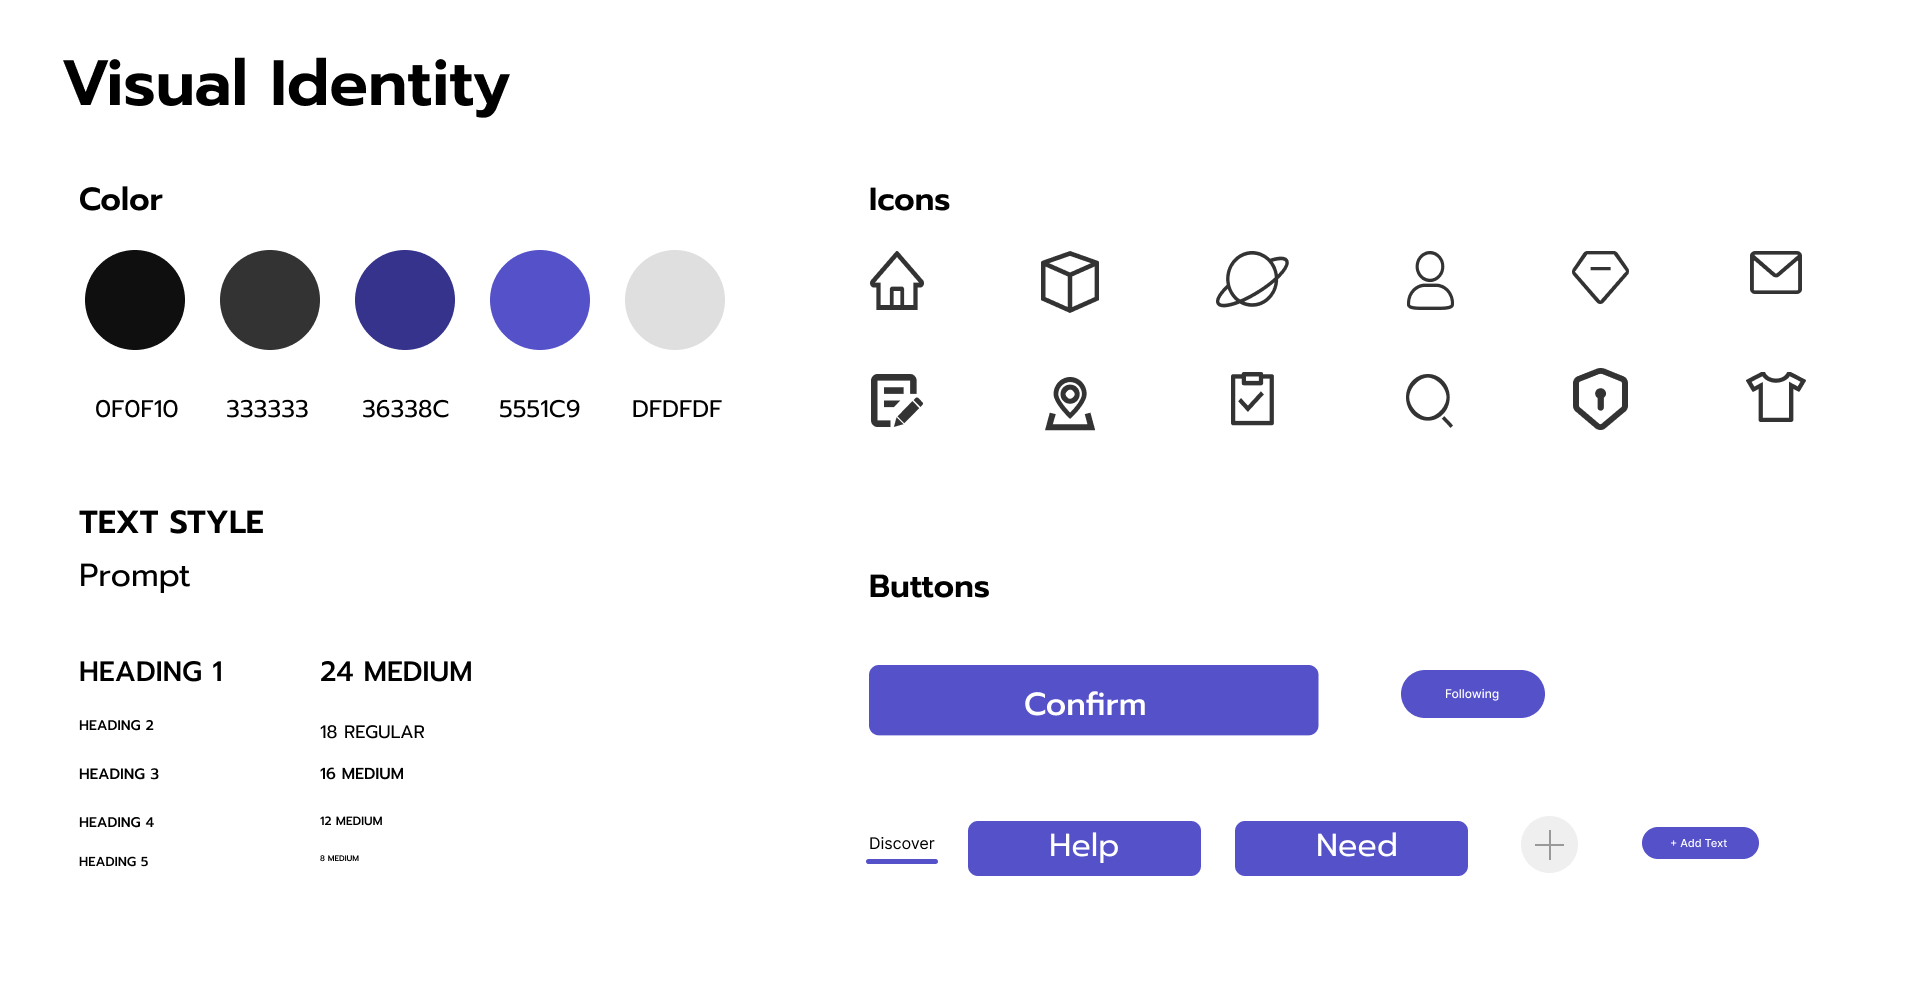 Visual Identity
Color
0F0F10
333333
36338C
5551C9
DFDFDF
TEXT STYLE
Prompt
HEADING 1
24 MEDIUM
HEADING 2
18 REGULAR
HEADING 3
16 MEDIUM
HEADING 4
12 MEDIUM
HEADING 5
8 MEDIUM
Icons
Buttons
Confirm
Following
Discover
Help
Need
+ Add Text